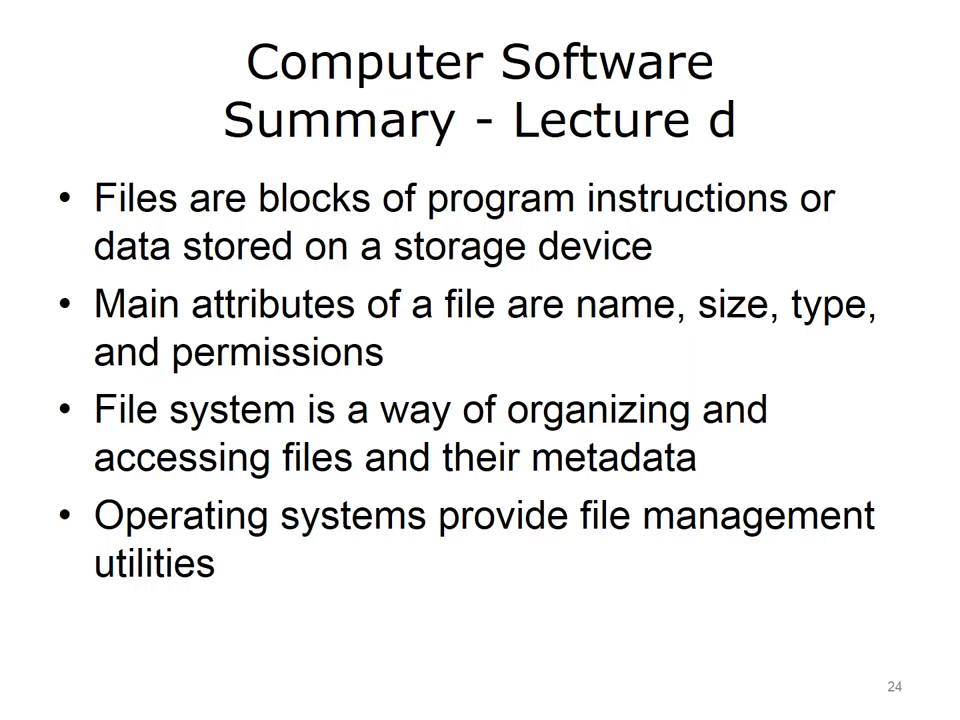 Computer Software
Summary - Lecture d
• Files are blocks of program instructions or
data stored on a storage device
• Main attributes of a file are name, size, type,
and permissions
• File system is a way of organizing and
accessing files and their metadata
• Operating systems provide file management
utilities
24